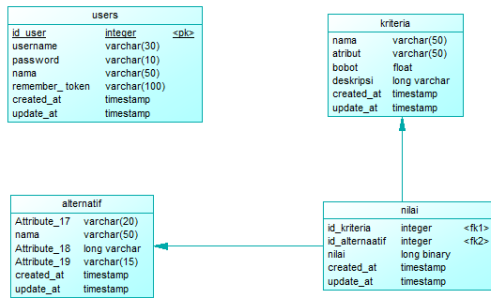 users
id_user integer <pk>
username varchar(30)
password varchar(10)
nama varchar(50)
remember_ token varchar(100)
created_at timestamp
update_at timestamp
kriteria
nama varchar(50)
atribut varchar(50)
bobot float
deskripsi long varchar
created_at timestamp
update_at timestamp
alternatif
Attribute_17 varchar(20)
nama varchar(50)
Attribute_18 long varchar
Attribute_19 varchar(15)
created_at timestamp
update_at timestamp
nilai
id_kriteria integer <fk1>
id_alternaatif integer <fk2>
nilai long binary
created_at timestamp
update_at timestamp